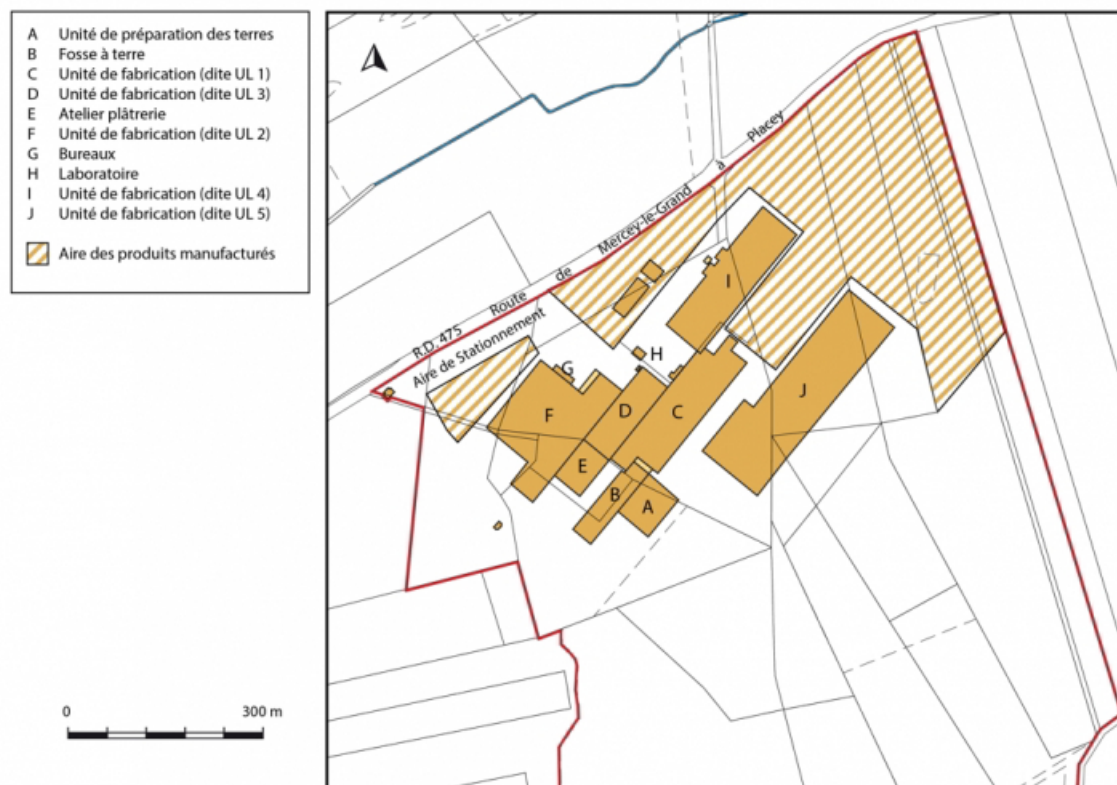 A Unité de préparation des terres
B Fosse à terre
C Unité de fabrication (dite UL 1)
D Unité de fabrication (dite UL 3)
E Atelier plâtrerie
F Unité de fabrication (dite UL 2)
G Bureaux
H Laboratoire
I Unité de fabrication (dite UL 4)
J Unité de fabrication (dite UL 5)
Aire des produits manufacturés
0 300 m
R.D. 475 Route de Mercey-le-Grand à Placey
Aire de Stationnement
I
H
G
J
F
D
C
E
B
A